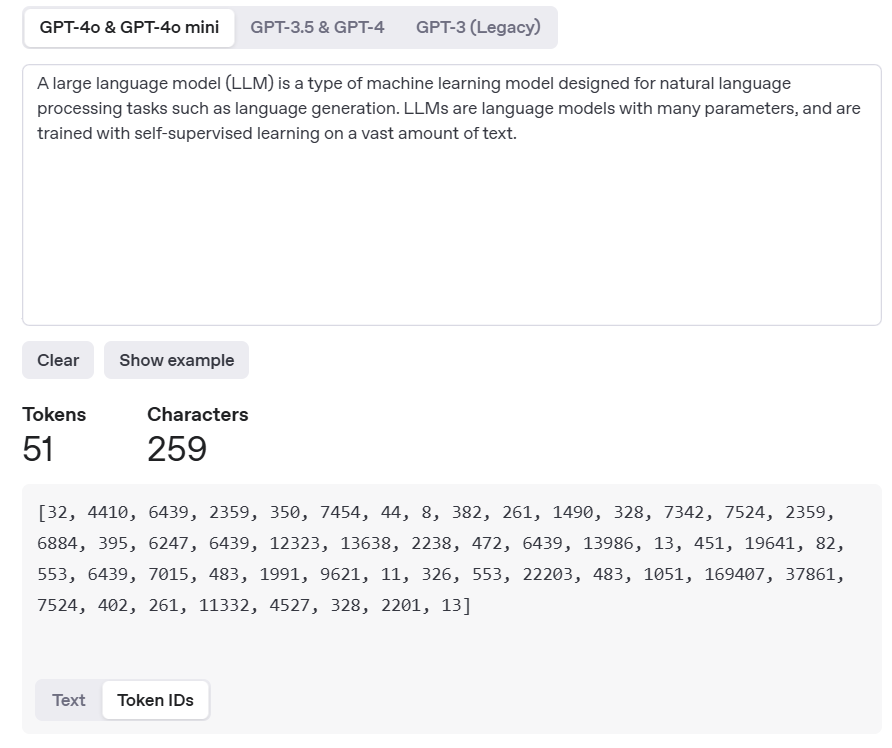 GPT-4o & GPT-4o mini GPT-3.5 & GPT-4 GPT-3 (Legacy)
A large language model (LLM) is a type of machine learning model designed for natural language
processing tasks such as language generation. LLMs are language models with many parameters, and are
trained with self-supervised learning on a vast amount of text.
Clear Show example
Tokens Characters
51 259
[32, 4410, 6439, 2359, 350, 7454, 44, 8, 382, 261, 1490, 328, 7342, 7524, 2359,
6884, 395, 6247, 6439, 12323, 13638, 2238, 472, 6439, 13986, 13, 451, 19641, 82,
553, 6439, 7015, 483, 1991, 9621, 11, 326, 553, 22203, 483, 1051, 169407, 37861,
7524, 402, 261, 11332, 4527, 328, 2201, 13]
Text Token IDs